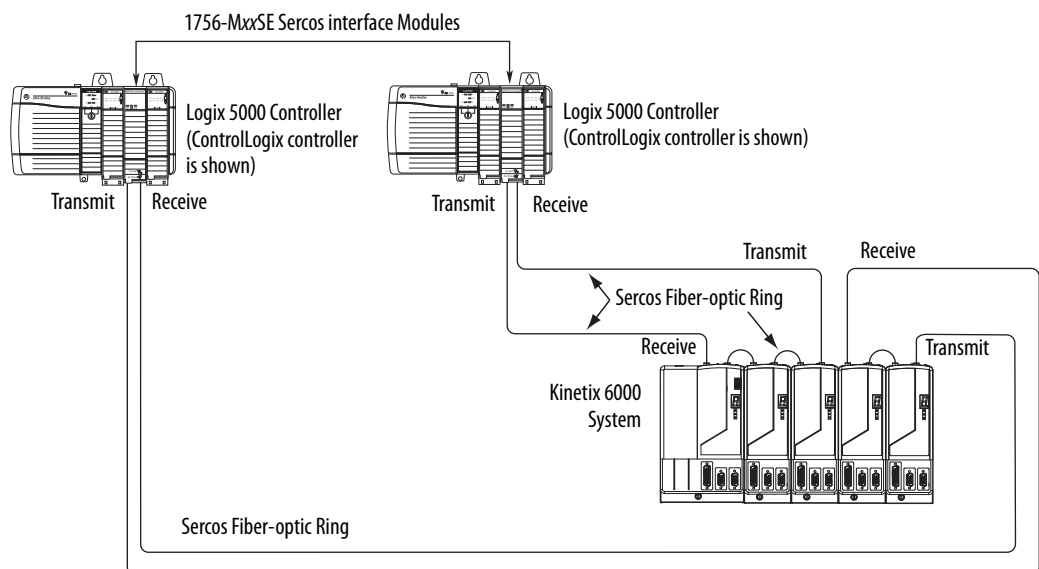 1756-MxxSE Sercos interface Modules
Logix 5000 Controller
(ControlLogix controller
is shown)
Logix 5000 Controller
(ControlLogix controller is shown)
Transmit
Receive
Transmit
Receive
Transmit
Receive
Sercos Fiber-optic Ring
Receive
Transmit
Kinetix 6000
System
Sercos Fiber-optic Ring